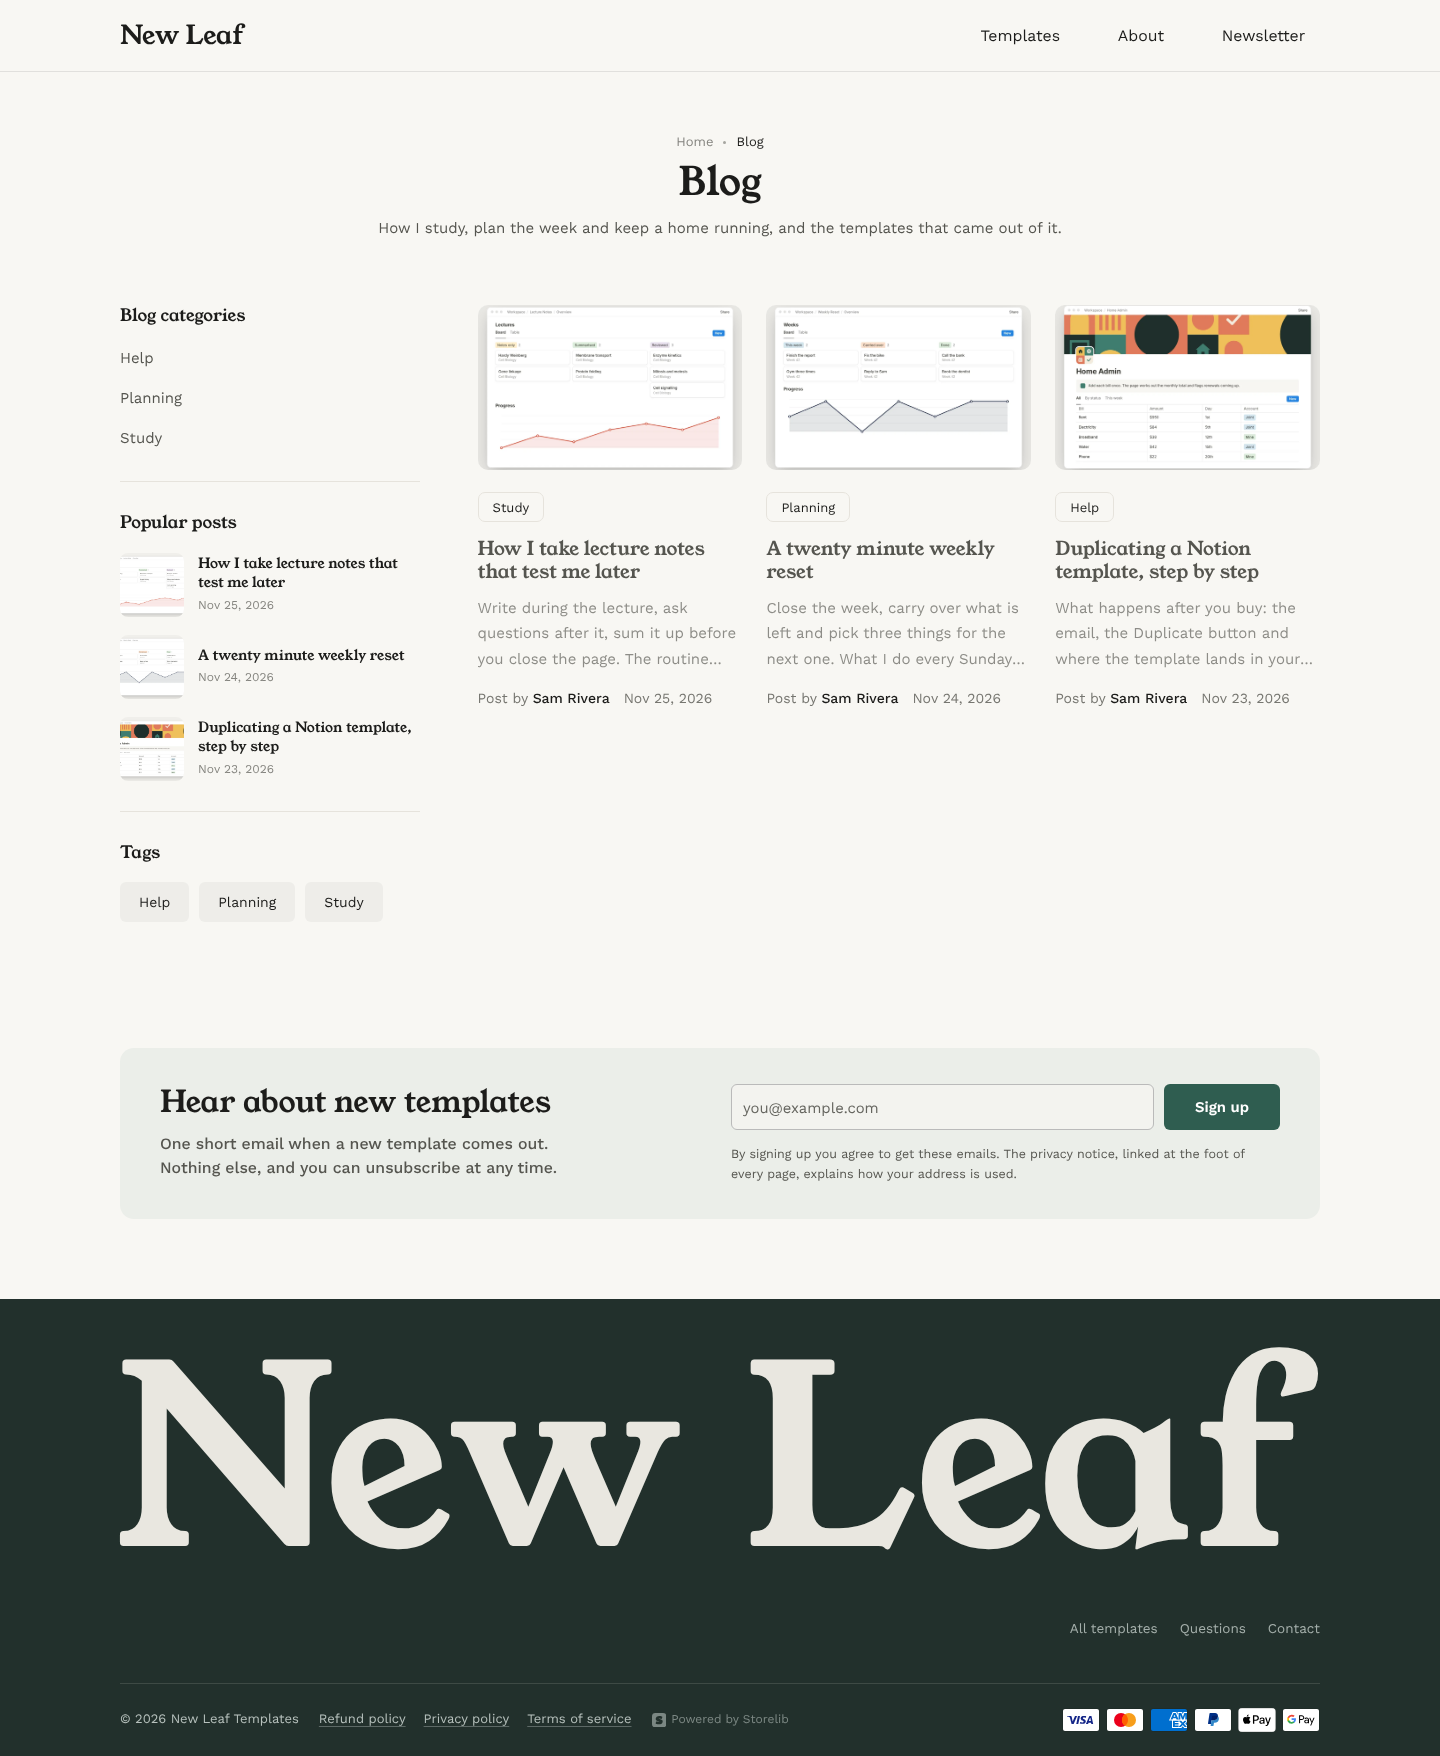 New Leaf
Templates
About
Newsletter
Home • Blog
Blog
How I study, plan the week and keep a home running, and the templates that came out of it.
Blog categories
Help
Planning
Study
Popular posts
How I take lecture notes that
test me later
Nov 25, 2026
A twenty minute weekly reset
Nov 24, 2026
Duplicating a Notion template,
step by step
Nov 23, 2026
Tags
Help
Planning
Study
Lectures
Progress
Study
How I take lecture notes
that test me later
Write during the lecture, ask
questions after it, sum it up before
you close the page. The routine...
Post by Sam Rivera Nov 25, 2026
Weeks
Progress
Planning
A twenty minute weekly
reset
Close the week, carry over what is
left and pick three things for the
next one. What I do every Sunday...
Post by Sam Rivera Nov 24, 2026
Home Admin
Help
Duplicating a Notion
template, step by step
What happens after you buy: the
email, the Duplicate button and
where the template lands in your...
Post by Sam Rivera Nov 23, 2026
Hear about new templates
One short email when a new template comes out.
Nothing else, and you can unsubscribe at any time.
you@example.com
Sign up
By signing up you agree to get these emails. The privacy notice, linked at the foot of
every page, explains how your address is used.
New Leaf
All templates
Questions
Contact
© 2026 New Leaf Templates
Refund policy
Privacy policy
Terms of service
S Powered by Storelib
VISA
AMEX
Apple Pay
G Pay